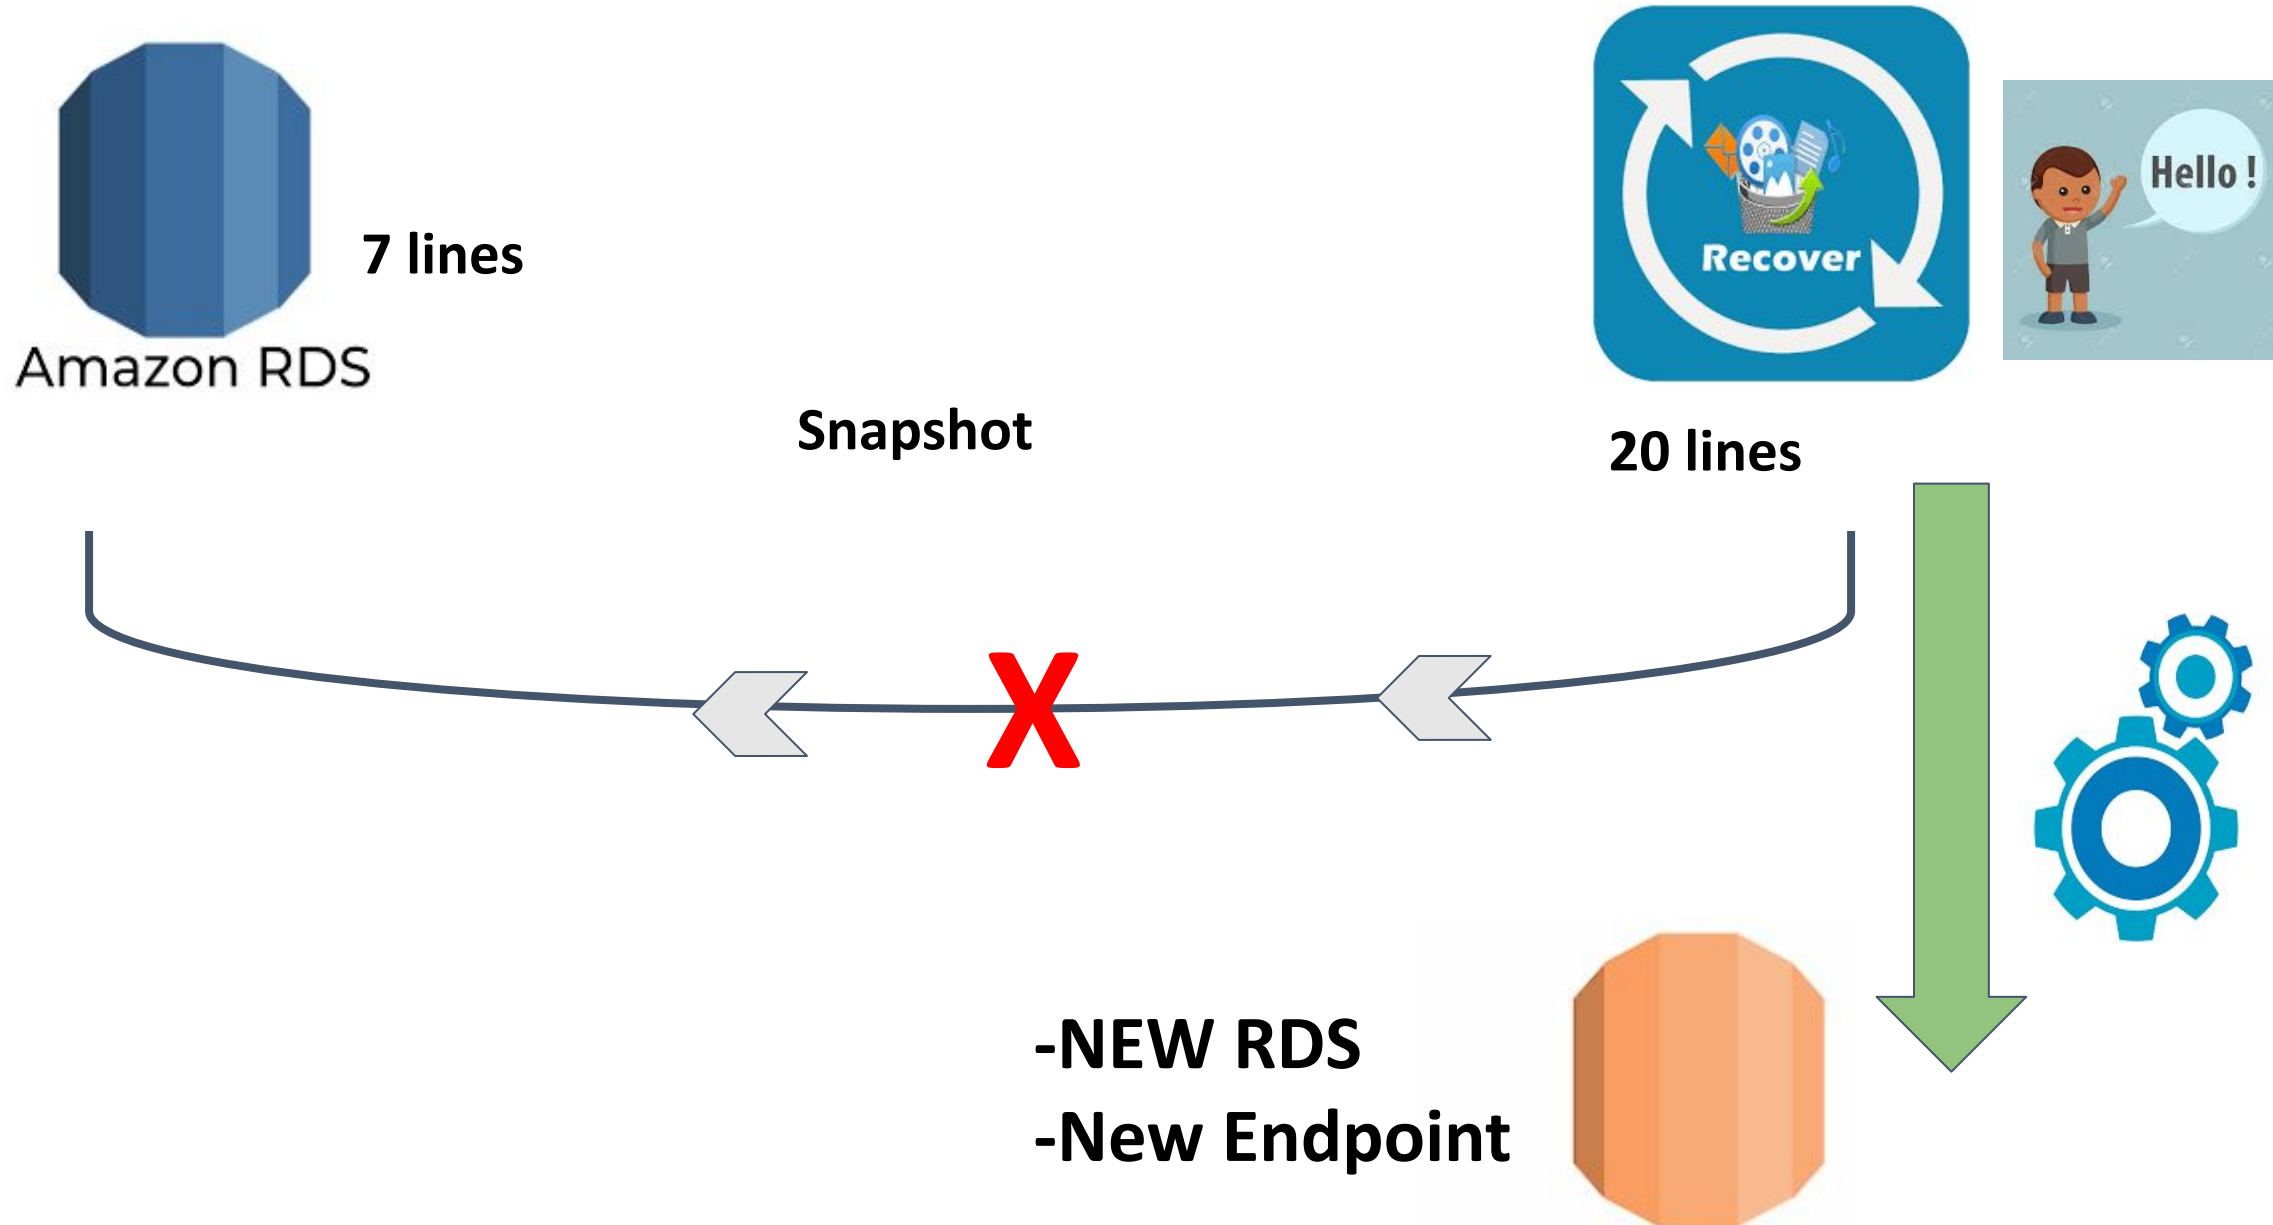 7 lines
Amazon RDS
Snapshot
Recover
Hello !
20 lines
X
-NEW RDS
-New Endpoint